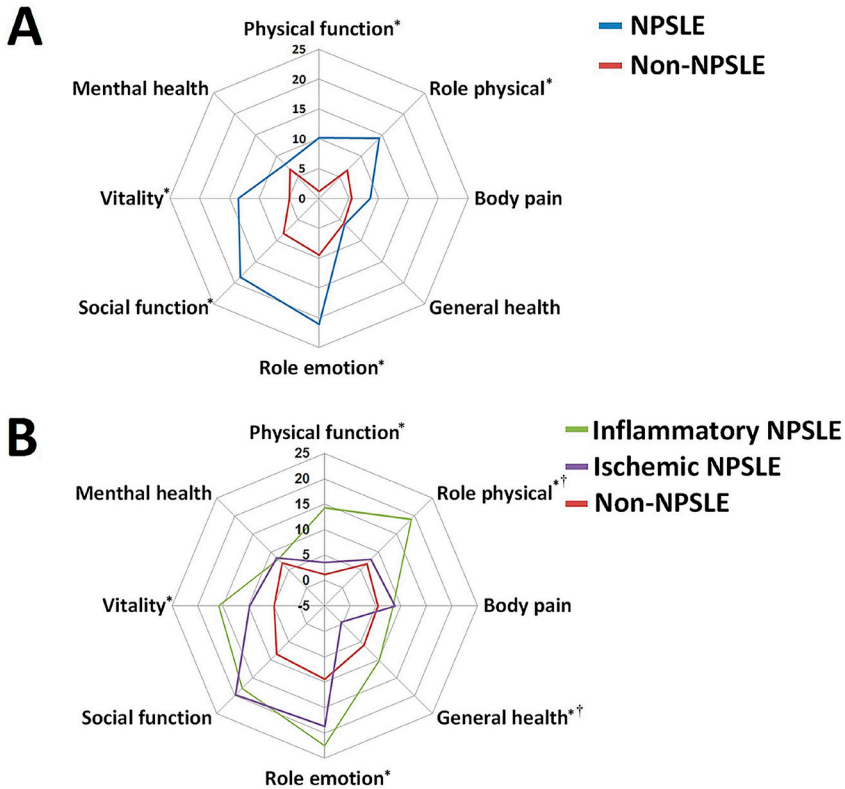 A
Physical function*
NPSLE
Non-NPSLE
25
20
15
10
5
0
Menthal health
Role physical*
Vitality*
Body pain
Social function*
General health
Role emotion*
B
Physical function*
Inflammatory NPSLE
Ischemic NPSLE
Non-NPSLE
25
20
15
10
5
0
-5
Menthal health
Role physical*†
Vitality*
Body pain
Social function
General health*†
Role emotion*